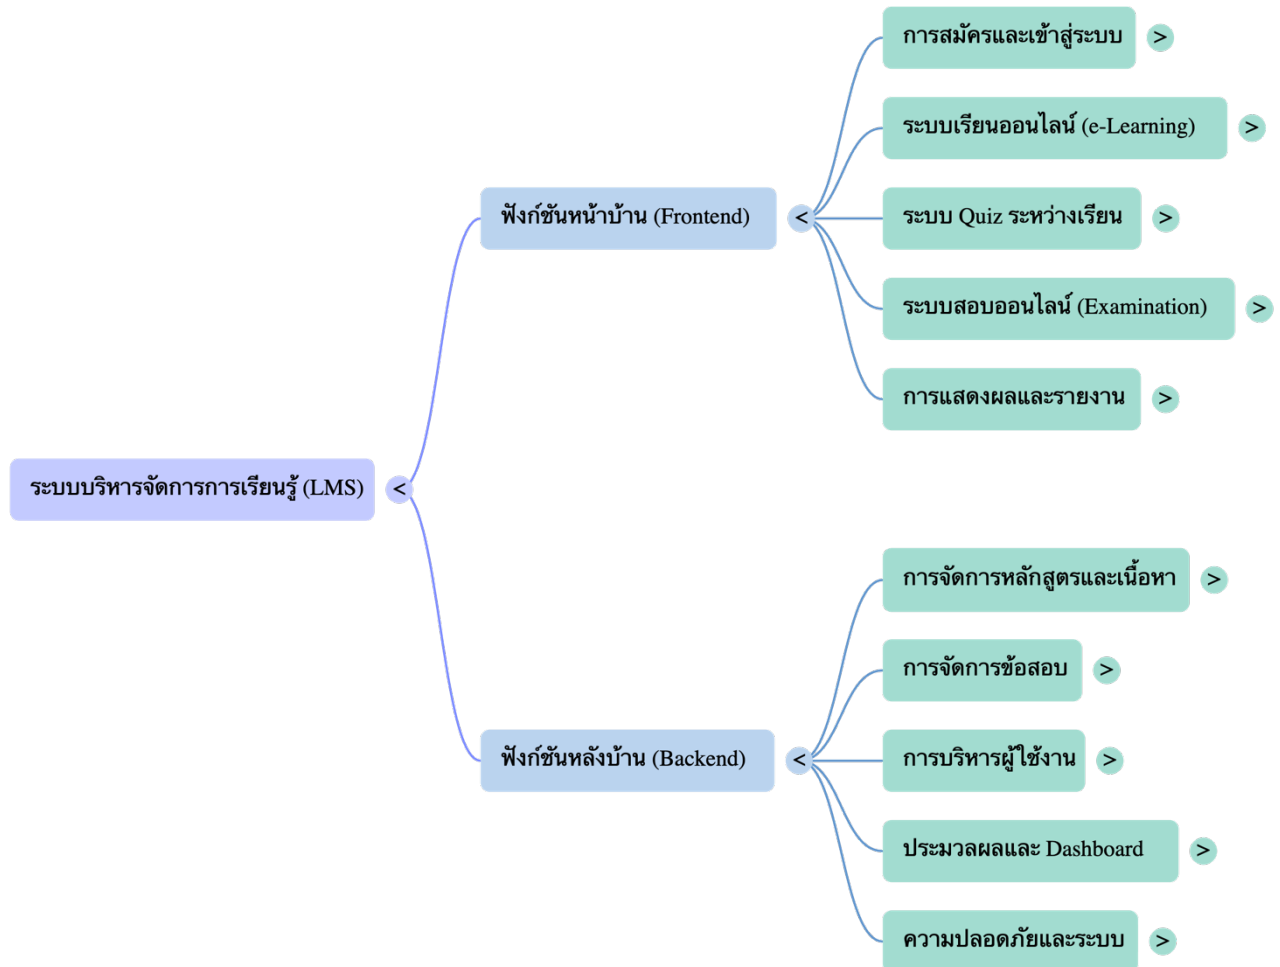 ระบบบริหารจัดการการเรียนรู้ (LMS)
<
ฟังก์ชันหน้าบ้าน (Frontend)
<
การสมัครและเข้าสู่ระบบ
>
ระบบเรียนออนไลน์ (e-Learning)
>
ระบบ Quiz ระหว่างเรียน
>
ระบบสอบออนไลน์ (Examination)
>
การแสดงผลและรายงาน
>
ฟังก์ชันหลังบ้าน (Backend)
<
การจัดการหลักสูตรและเนื้อหา
>
การจัดการข้อสอบ
>
การบริหารผู้ใช้งาน
>
ประมวลผลและ Dashboard
>
ความปลอดภัยและระบบ
>